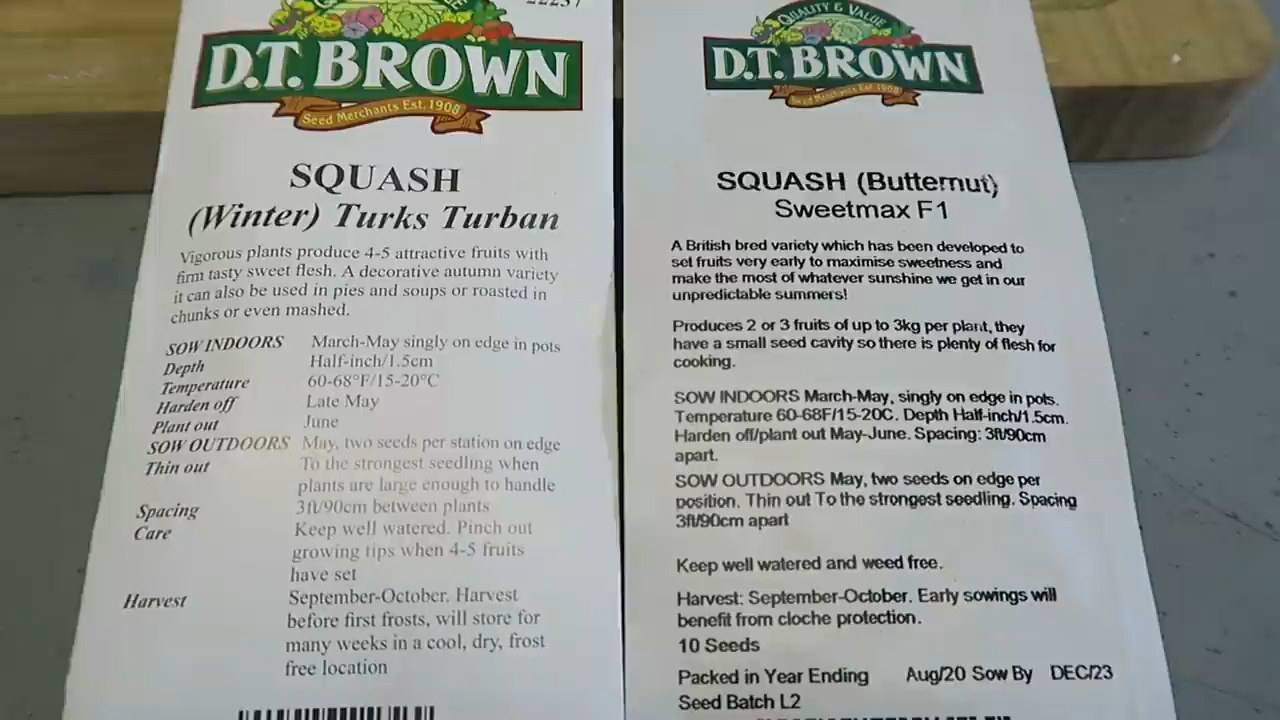 D.T. BROWN
Seed Merchants Est. 1908
SQUASH
(Winter) Turks Turban
Vigorous plants produce 4-5 attractive fruits with
firm tasty sweet flesh. A decorative autumn variety
it can also be used in pies and soups or roasted in
chunks or even mashed.
SOW INDOORS March-May singly on edge in pots
Depth Half-inch/1.5cm
Temperature 60-68°F/15-20°C
Harden off Late May
Plant out June
SOW OUTDOORS May, two seeds per station on edge
Thin out To the strongest seedling when
plants are large enough to handle
Spacing 3ft/90cm between plants
Care Keep well watered. Pinch out
growing tips when 4-5 fruits
have set
Harvest September-October. Harvest
before first frosts, will store for
many weeks in a cool, dry, frost
free location
QUALITY & VALUE
D.T. BROWN
Seed Merchants Est. 1908
SQUASH (Butternut)
Sweetmax F1
A British bred variety which has been developed to
set fruits very early to maximise sweetness and
make the most of whatever sunshine we get in our
unpredictable summers!
Produces 2 or 3 fruits of up to 3kg per plant, they
have a small seed cavity so there is plenty of flesh for
cooking.
SOW INDOORS March-May, singly on edge in pots.
Temperature 60-68F/15-20C. Depth Half-inch/1.5cm.
Harden off/plant out May-June. Spacing: 3ft/90cm
apart.
SOW OUTDOORS May, two seeds on edge per
position. Thin out To the strongest seedling. Spacing
3ft/90cm apart
Keep well watered and weed free.
Harvest: September-October. Early sowings will
benefit from cloche protection.
10 Seeds
Packed in Year Ending Aug/20 Sow By DEC/23
Seed Batch L2